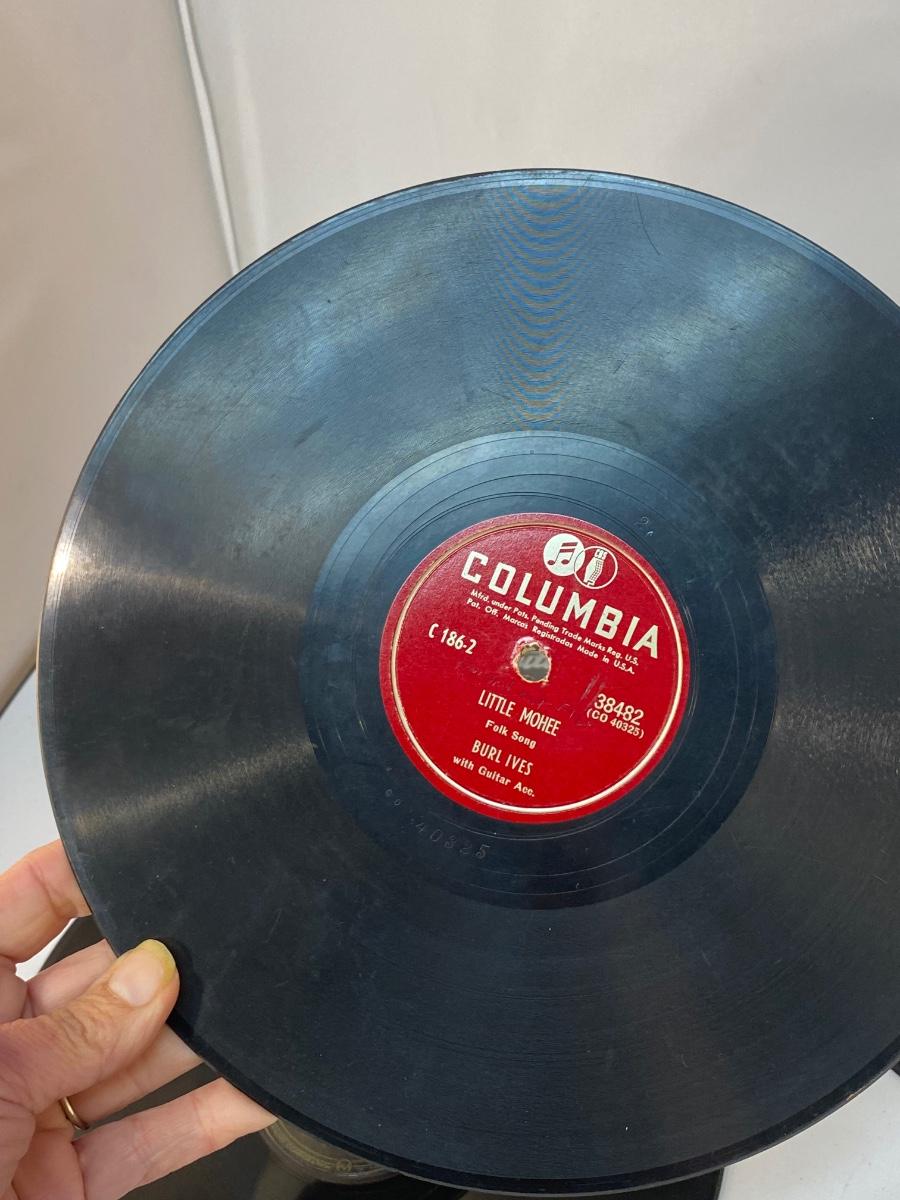 COLUMBIA
Mfrd. under Pats. Pending Trade Marks Reg. U.S.
Pat. Off. Marcas Registradas Made in U.S.A.
C 186-2
38482
(CO 40325)
LITTLE MOHEE
Folk Song
BURL IVES
with Guitar Acc.
CO 40325